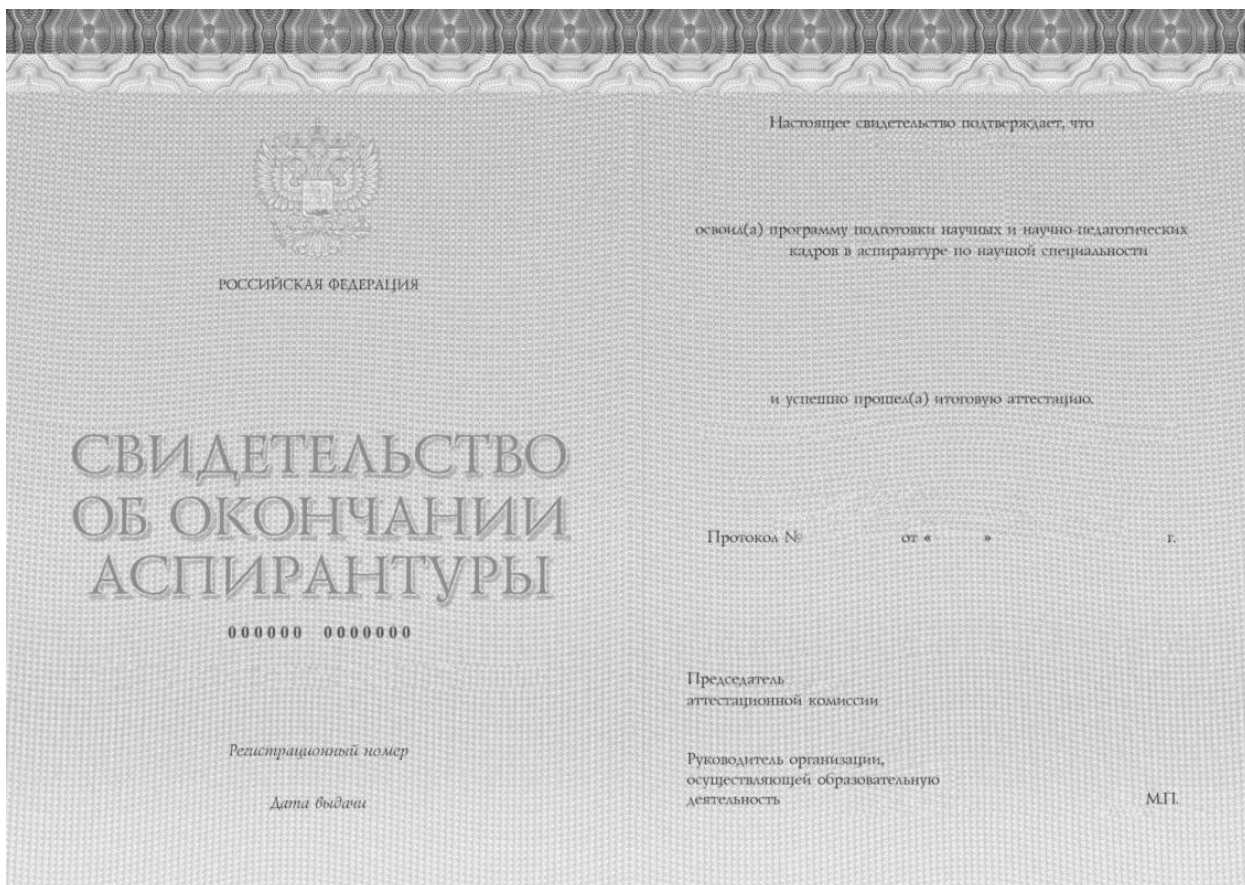 РОССИЙСКАЯ ФЕДЕРАЦИЯ
СВИДЕТЕЛЬСТВО
ОБ ОКОНЧАНИИ
АСПИРАНТУРЫ
000000 0000000
Регистрационный номер
Дата выдачи
Настоящее свидетельство подтверждает, что
освоил(а) программу подготовки научных и научно-педагогических
кадров в аспирантуре по научной специальности
и успешно прошел(а) итоговую аттестацию.
Протокол № от « » г.
Председатель
аттестационной комиссии
Руководитель организации,
осуществляющей образовательную
деятельность М.П.